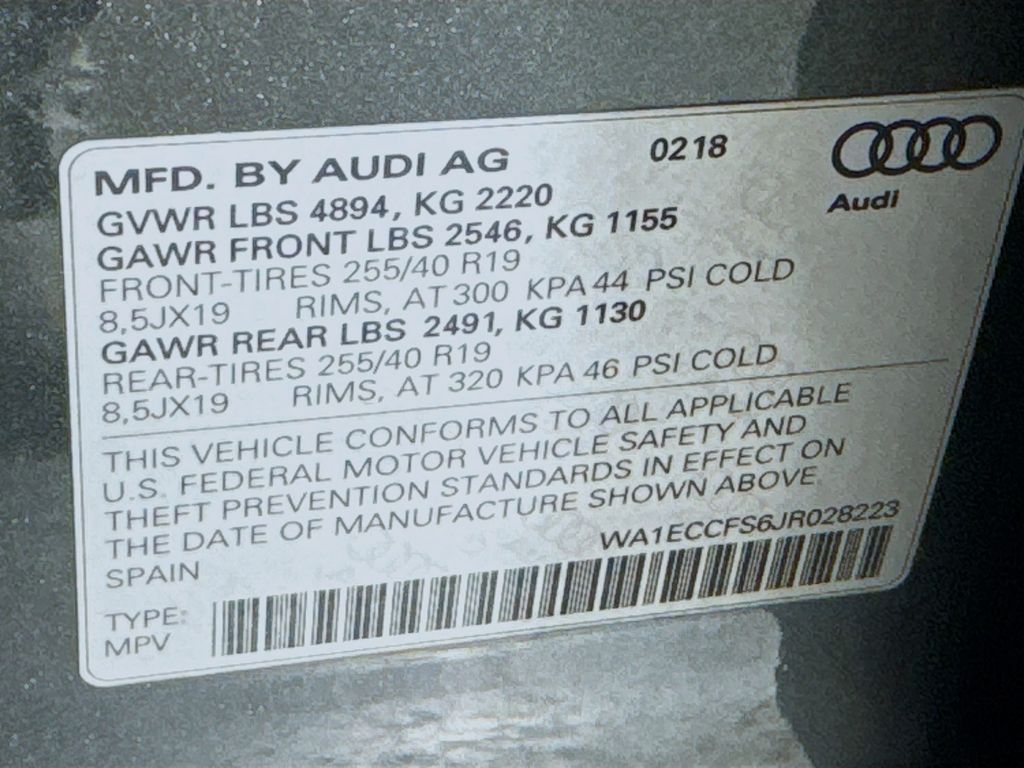 MFD. BY AUDI AG 0218
Audi
GVWR LBS 4894, KG 2220
GAWR FRONT LBS 2546, KG 1155
FRONT-TIRES 255/40 R19
8,5JX19 RIMS, AT 300 KPA 44 PSI COLD
GAWR REAR LBS 2491, KG 1130
REAR-TIRES 255/40 R19
8,5JX19 RIMS, AT 320 KPA 46 PSI COLD
THIS VEHICLE CONFORMS TO ALL APPLICABLE
U.S. FEDERAL MOTOR VEHICLE SAFETY AND
THEFT PREVENTION STANDARDS IN EFFECT ON
THE DATE OF MANUFACTURE SHOWN ABOVE
SPAIN WA1ECCFS6JR028223
TYPE:
MPV